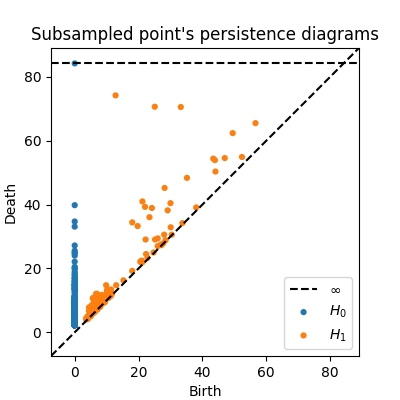 Subsampled point's persistence diagrams
Death
80
60
40
20
0
∞
H₀
H₁
0 20 40 60 80
Birth